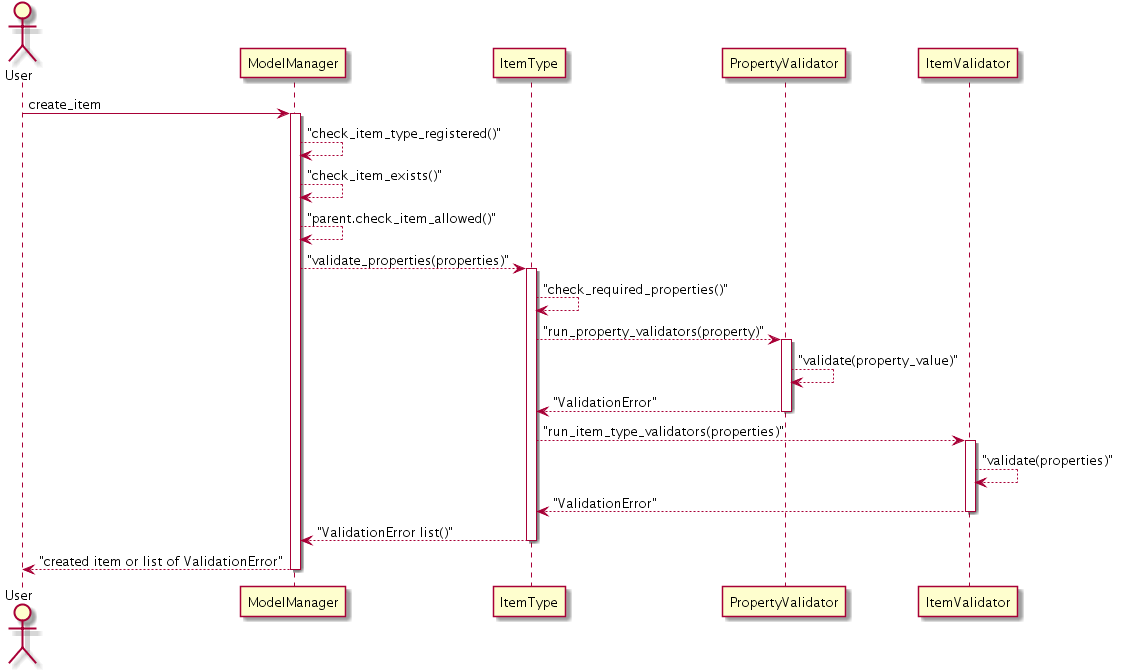 User
ModelManager
ItemType
PropertyValidator
ItemValidator
create_item
"check_item_type_registered()"
"check_item_exists()"
"parent.check_item_allowed()"
"validate_properties(properties)"
"check_required_properties()"
"run_property_validators(property)"
"validate(property_value)"
"ValidationError"
"run_item_type_validators(properties)"
"validate(properties)"
"ValidationError"
"ValidationError list()"
"created item or list of ValidationError"
User
ModelManager
ItemType
PropertyValidator
ItemValidator